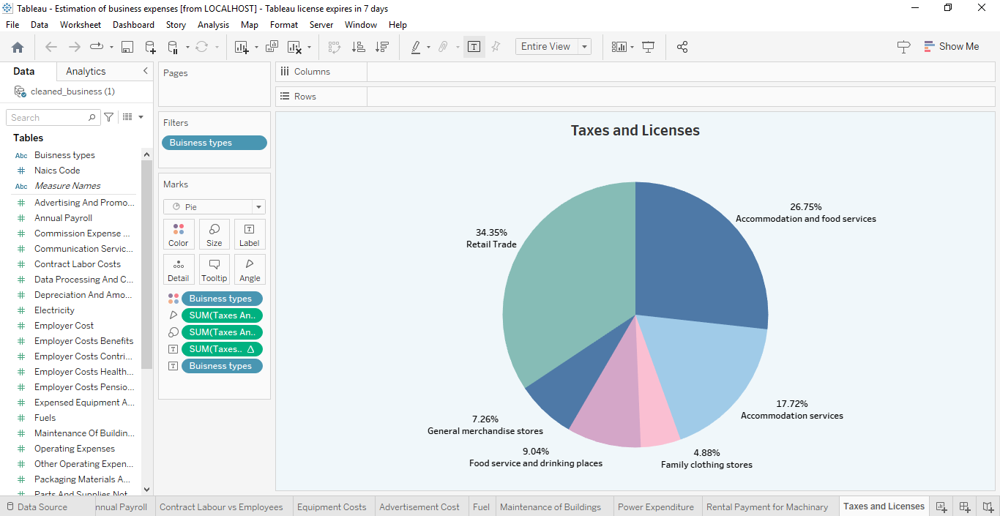 Tableau - Estimation of business expenses [from LOCALHOST] - Tableau license expires in 7 days
File Data Worksheet Dashboard Story Analysis Map Format Server Window Help
Entire View
Show Me
Data
Analytics
cleaned_business (1)
Search
Tables
Abc Buisness types
# Naics Code
Abc Measure Names
# Advertising And Promo...
# Annual Payroll
# Commission Expense ...
# Communication Servic...
# Contract Labor Costs
# Data Processing And C...
# Depreciation And Amo...
# Electricity
# Employer Cost
# Employer Costs Benefits
# Employer Costs Contri...
# Employer Costs Health...
# Employer Costs Pensio...
# Expensed Equipment A...
# Fuels
# Maintenance Of Buildin...
# Operating Expenses
# Other Operating Expen...
# Packaging Materials A...
# Parts And Supplies Not
Pages
Filters
Buisness types
Marks
Pie
Color Size Label
Detail Tooltip Angle
Buisness types
SUM(Taxes An..
SUM(Taxes An..
SUM(Taxes.. Δ
Buisness types
Columns
Rows
Taxes and Licenses
26.75%
Accommodation and food services
34.35%
Retail Trade
17.72%
Accommodation services
7.26%
General merchandise stores
9.04%
Food service and drinking places
4.88%
Family clothing stores
Data Source nnual Payroll Contract Labour vs Employees Equipment Costs Advertisement Cost Fuel Maintenance of Buildings Power Expenditure Rental Payment for Machinary Taxes and Licenses